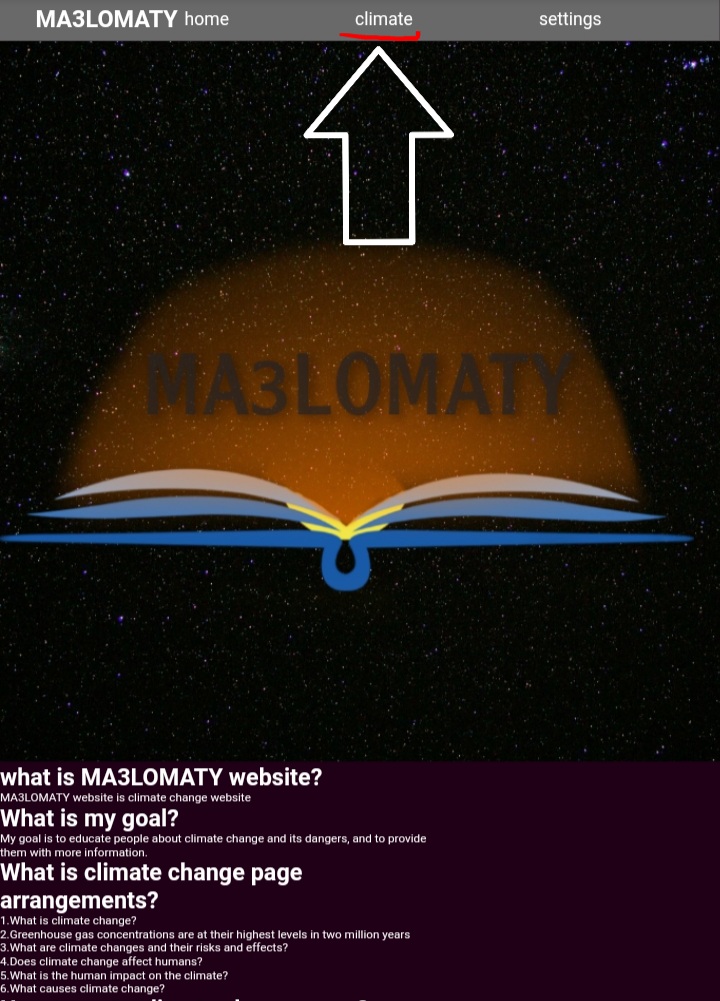 MA3LOMATY home climate settings
MA3LOMATY
what is MA3LOMATY website?
MA3LOMATY website is climate change website
What is my goal?
My goal is to educate people about climate change and its dangers, and to provide
them with more information.
What is climate change page
arrangements?
1.What is climate change?
2.Greenhouse gas concentrations are at their highest levels in two million years
3.What are climate changes and their risks and effects?
4.Does climate change affect humans?
5.What is the human impact on the climate?
6.What causes climate change?